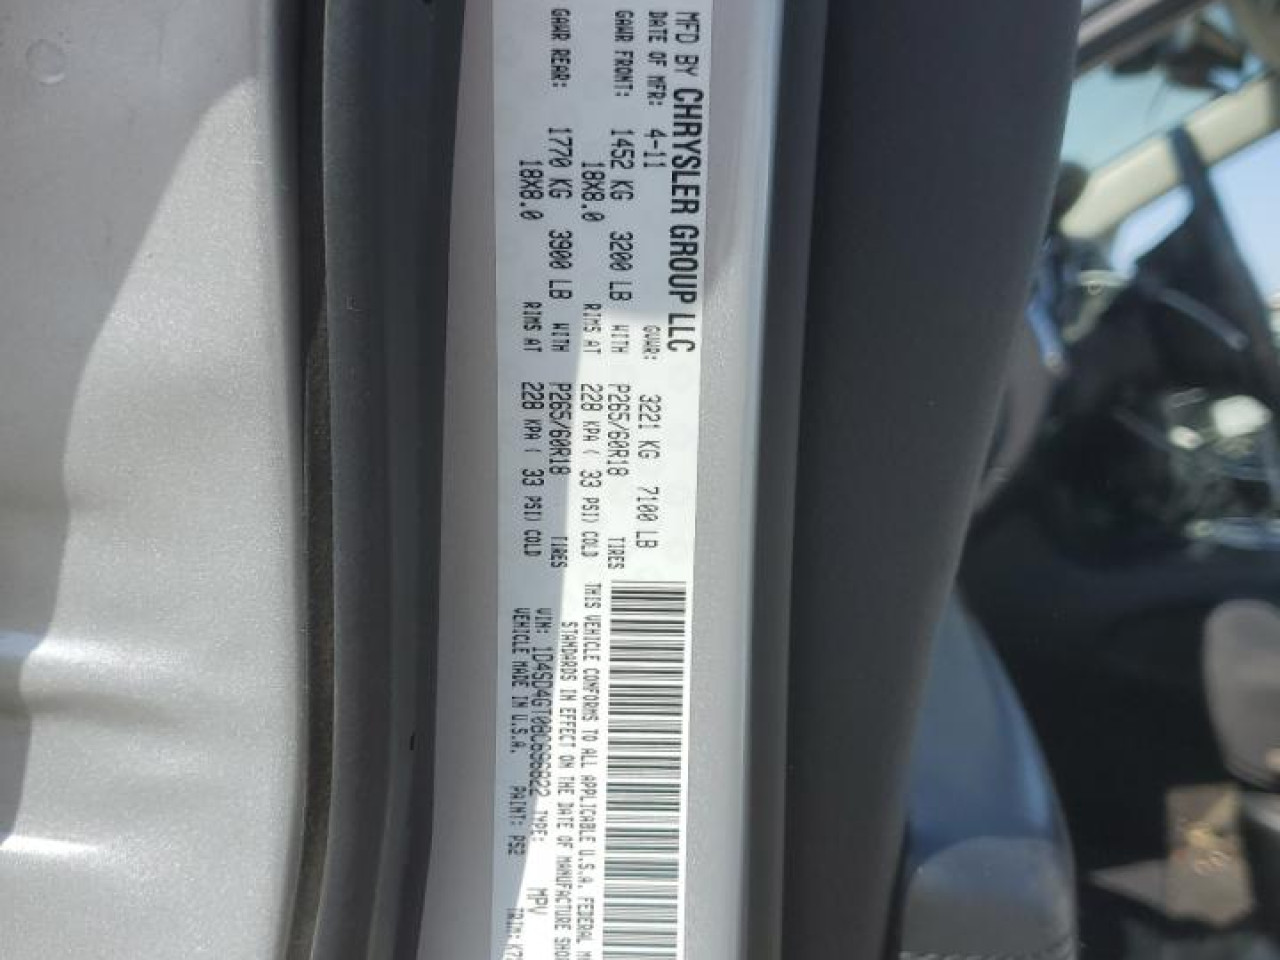 MFD BY CHRYSLER GROUP LLC
DATE OF MFR: 4-11 GVWR: 3221 KG 7100 LB
GAWR FRONT: 1452 KG 3200 LB WITH P265/60R18 TIRES
18X8.0 RIMS AT 228 KPA ( 33 PSI) COLD
GAWR REAR: 1770 KG 3900 LB WITH P265/60R18 TIRES
18X8.0 RIMS AT 228 KPA ( 33 PSI) COLD
THIS VEHICLE CONFORMS TO ALL APPLICABLE U.S.A. FEDERAL
STANDARDS IN EFFECT ON THE DATE OF MANUFACTURE
VIN: 1D4SD4GT0BC696822 TYPE: MPV
VEHICLE MADE IN U.S.A. PAINT: PS2 TRIM: